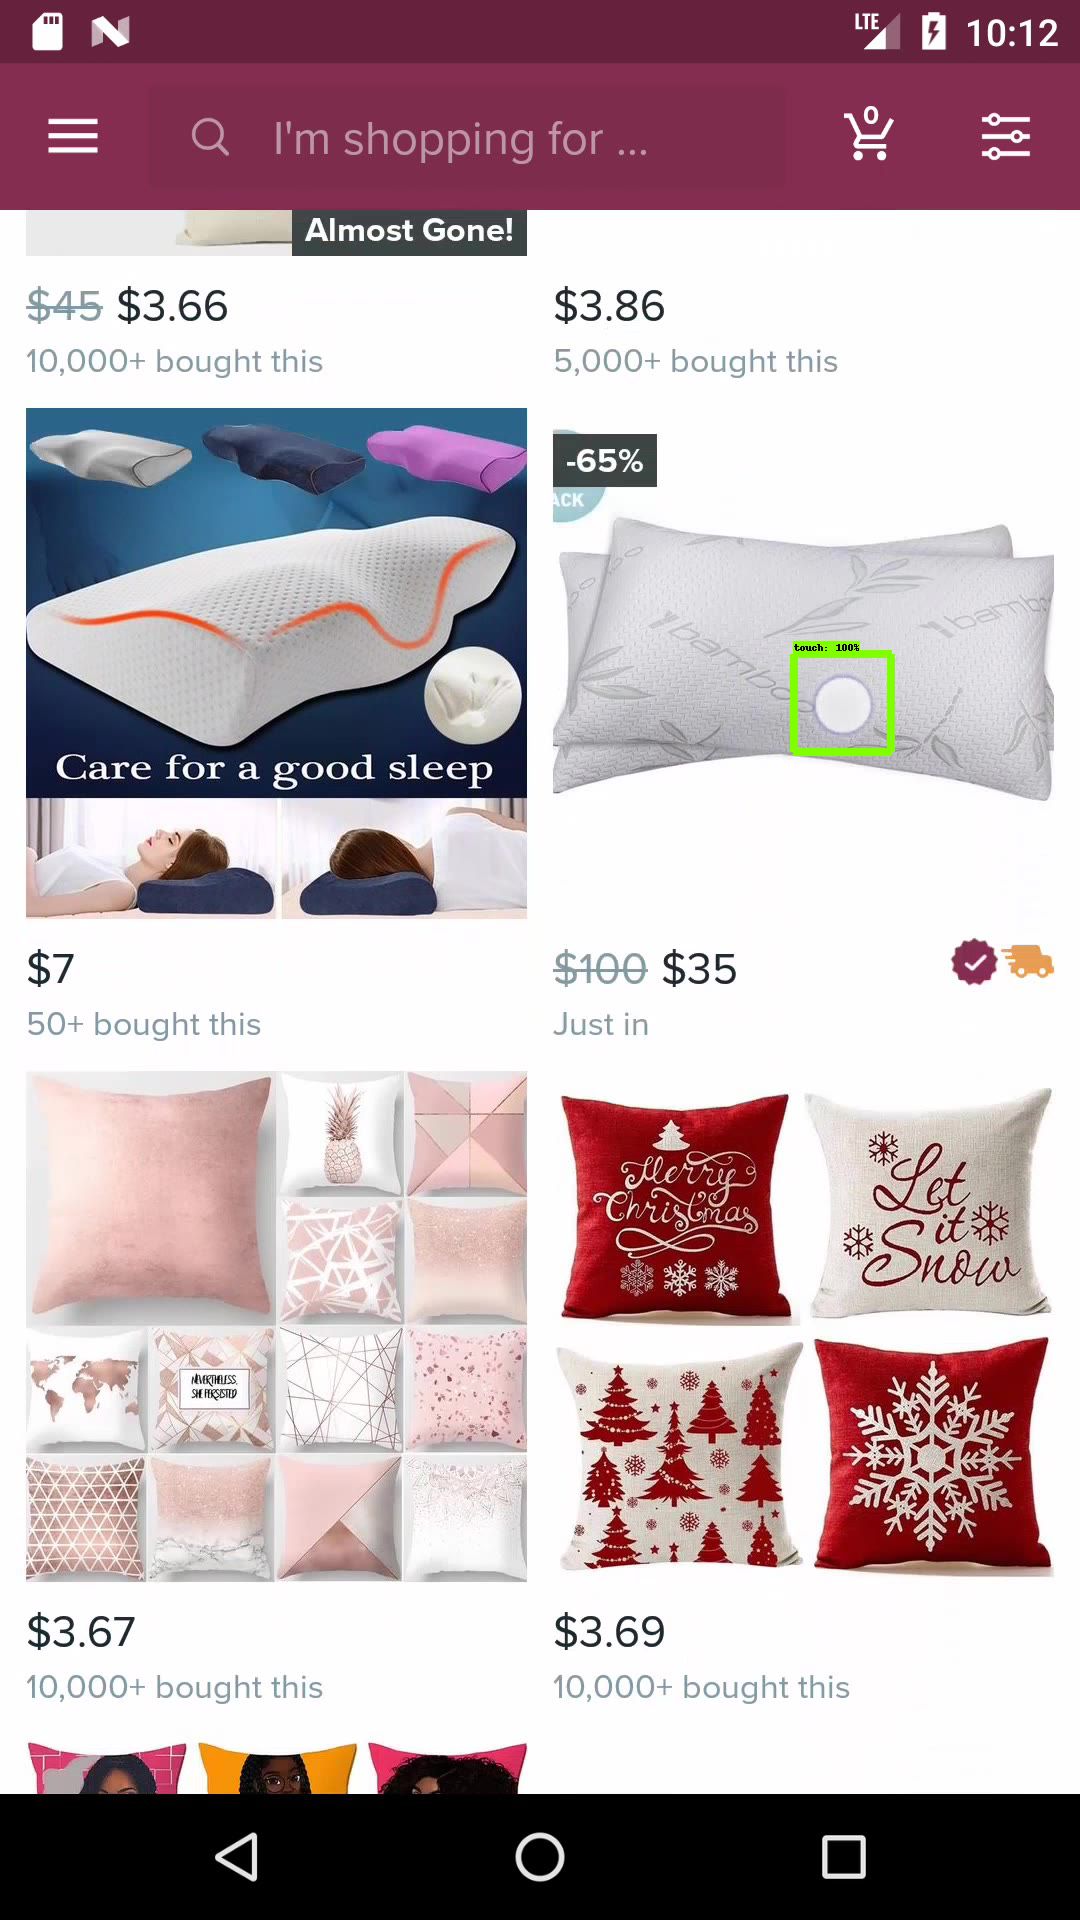 LTE 10:12
I'm shopping for ...
0
Almost Gone!
$45 $3.66
$3.86
10,000+ bought this
5,000+ bought this
-65%
ACK
bamboo
bamboo
touch: 100%
Care for a good sleep
$7
$100 $35
50+ bought this
Just in
NEVERTHELESS,
SHE PERSISTED
Merry
Christmas
Let
it
Snow
$3.67
$3.69
10,000+ bought this
10,000+ bought this